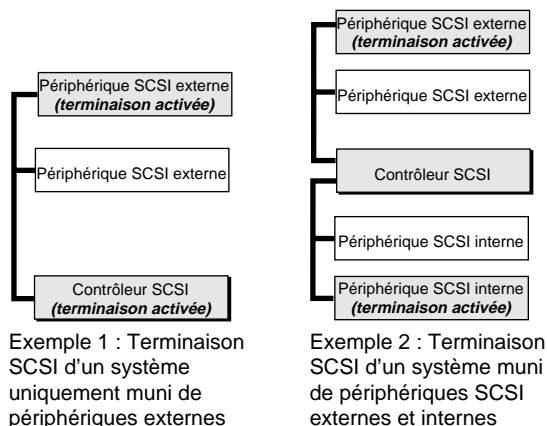 Périphérique SCSI externe
(terminaison activée)
Périphérique SCSI externe
Contrôleur SCSI
(terminaison activée)
Exemple 1 : Terminaison
SCSI d'un système
uniquement muni de
périphériques externes
Périphérique SCSI externe
(terminaison activée)
Périphérique SCSI externe
Contrôleur SCSI
Périphérique SCSI interne
Périphérique SCSI interne
(terminaison activée)
Exemple 2 : Terminaison
SCSI d'un système muni
de périphériques SCSI
externes et internes